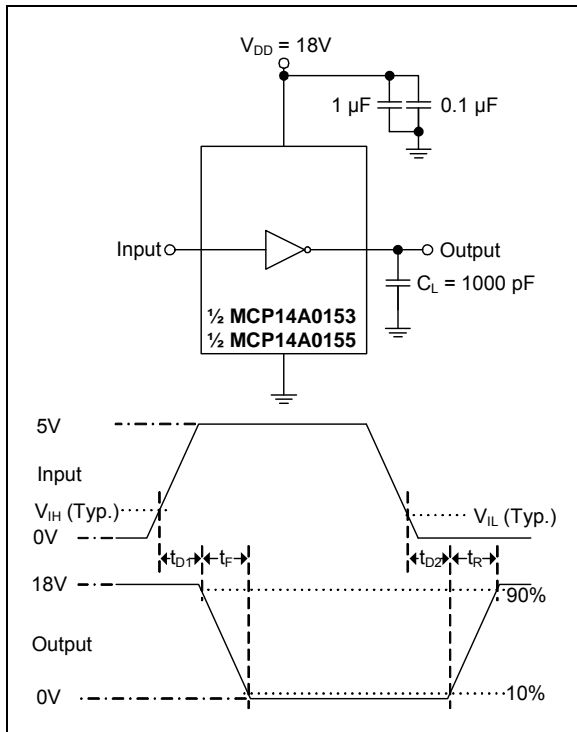 V_DD = 18V
1 µF 0.1 µF
Input Output
C_L = 1000 pF
½ MCP14A0153
½ MCP14A0155
5V
Input
V_IH (Typ.) V_IL (Typ.)
0V
t_D1 t_F t_D2 t_R
18V 90%
Output
0V 10%